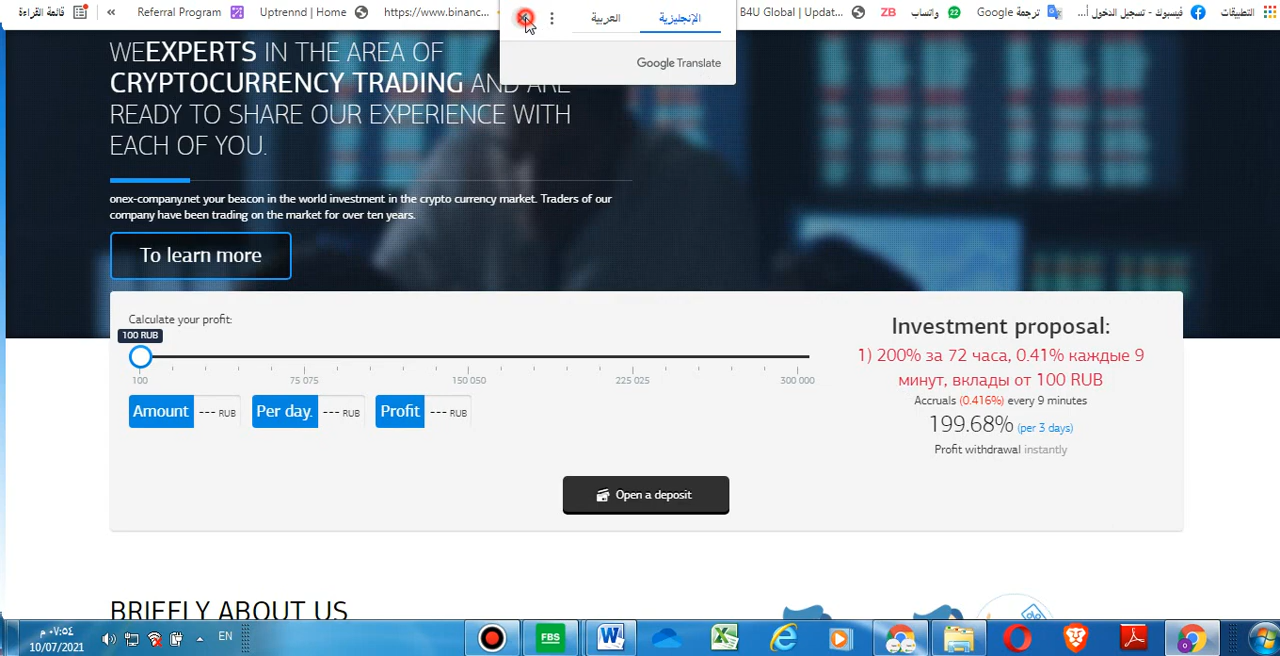 قائمة القراءة
»
Referral Program
Uptrennd | Home
https://www.binanc...
B4U Global | Updat...
ZB
واتساب
22
ترجمة Google
فيسبوك - تسجيل الدخول أ...
التطبيقات
العربية
الإنجليزية
Google Translate
WE EXPERTS IN THE AREA OF
CRYPTOCURRENCY TRADING AND ARE
READY TO SHARE OUR EXPERIENCE WITH
EACH OF YOU.
onex-company.net your beacon in the world investment in the crypto currency market. Traders of our
company have been trading on the market for over ten years.
To learn more
Calculate your profit:
100 RUB
100 75 075 150 050 225 025 300 000
Amount --- RUB Per day. --- RUB Profit --- RUB
Investment proposal:
1) 200% за 72 часа, 0.41% каждые 9
минут, вклады от 100 RUB
Accruals (0.416%) every 9 minutes
199.68% (per 3 days)
Profit withdrawal instantly
Open a deposit
BRIEFLY ABOUT US
٠٧:٥٤ م
10/07/2021
EN
FBS